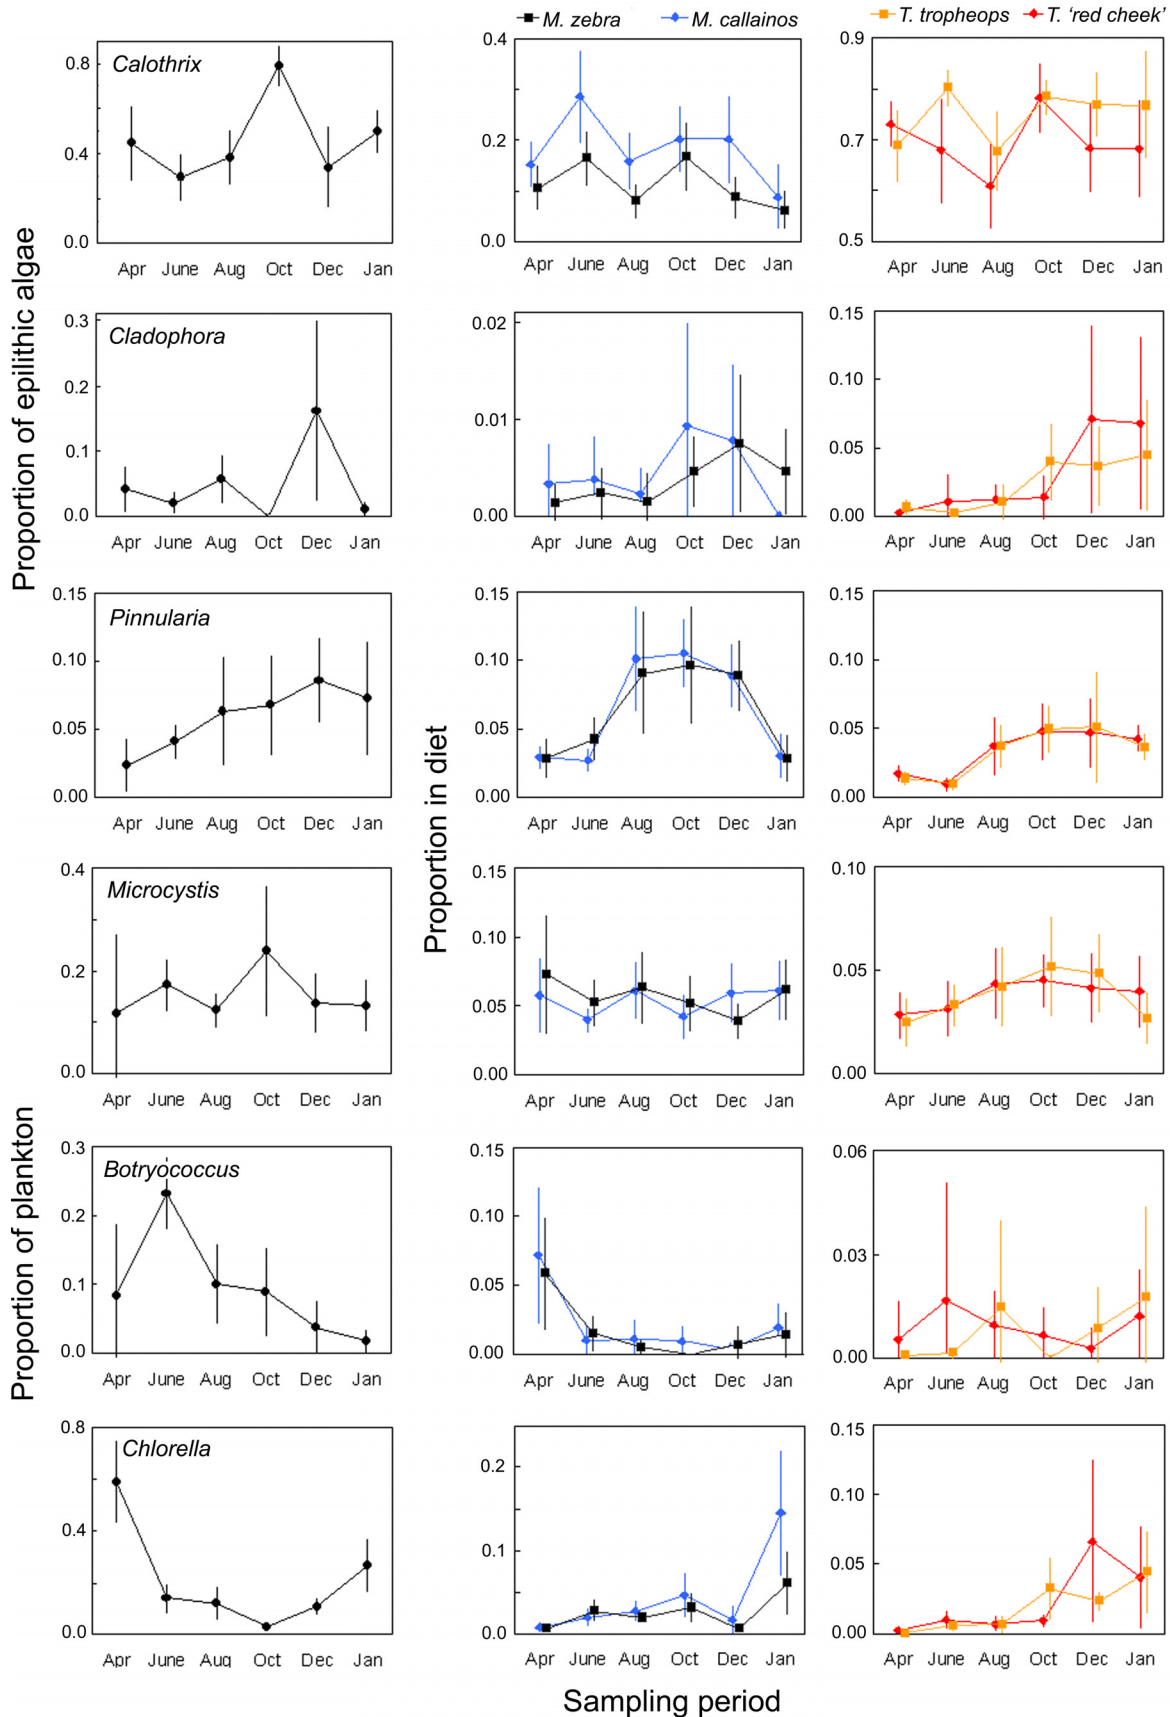 M. zebra M. callainos T. tropheops T. ‘red cheek’
Proportion of epilithic algae
Proportion of plankton
Proportion in diet
Calothrix
0.8
0.4
0.0
Apr June Aug Oct Dec Jan
0.4
0.2
0.0
Apr June Aug Oct Dec Jan
0.9
0.7
0.5
Apr June Aug Oct Dec Jan
Cladophora
0.3
0.2
0.1
0.0
Apr June Aug Oct Dec Jan
0.02
0.01
0.00
Apr June Aug Oct Dec Jan
0.15
0.10
0.05
0.00
Apr June Aug Oct Dec Jan
Pinnularia
0.15
0.10
0.05
0.00
Apr June Aug Oct Dec Jan
0.15
0.10
0.05
0.00
Apr June Aug Oct Dec Jan
0.15
0.10
0.05
0.00
Apr June Aug Oct Dec Jan
Microcystis
0.4
0.2
0.0
Apr June Aug Oct Dec Jan
0.15
0.10
0.05
0.00
Apr June Aug Oct Dec Jan
0.10
0.05
0.00
Apr June Aug Oct Dec Jan
Botryococcus
0.3
0.2
0.1
0.0
Apr June Aug Oct Dec Jan
0.15
0.10
0.05
0.00
Apr June Aug Oct Dec Jan
0.06
0.03
0.00
Apr June Aug Oct Dec Jan
Chlorella
0.8
0.4
0.0
Apr June Aug Oct Dec Jan
0.2
0.1
0.0
Apr June Aug Oct Dec Jan
0.15
0.10
0.05
0.00
Apr June Aug Oct Dec Jan
Sampling period